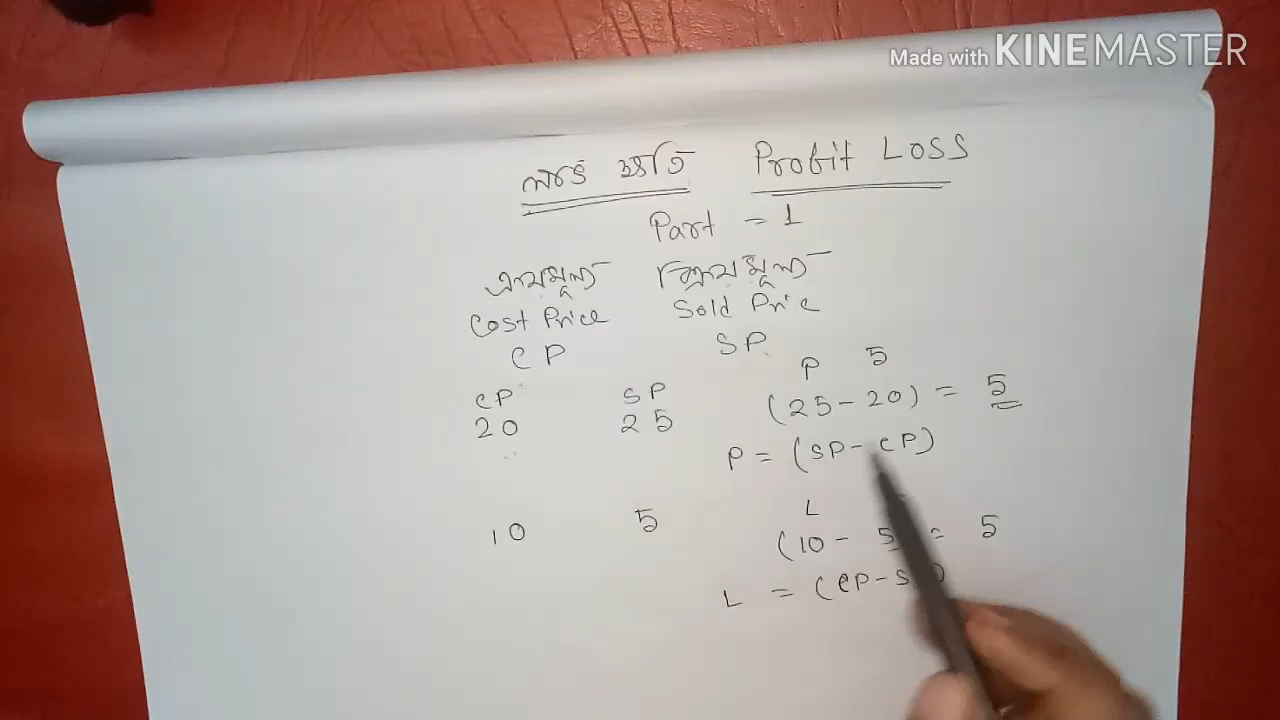 Made with KINEMASTER
লাভ ক্ষতি Profit LOSS
Part = 1
ক্রয়মূল্য বিক্রয়মূল্য
Cost Price Sold Price
CP SP
P 5
CP SP (25-20) = 5
20 25
P = (SP-CP)
L
10 5 (10 - 5) = 5
L = (CP-S